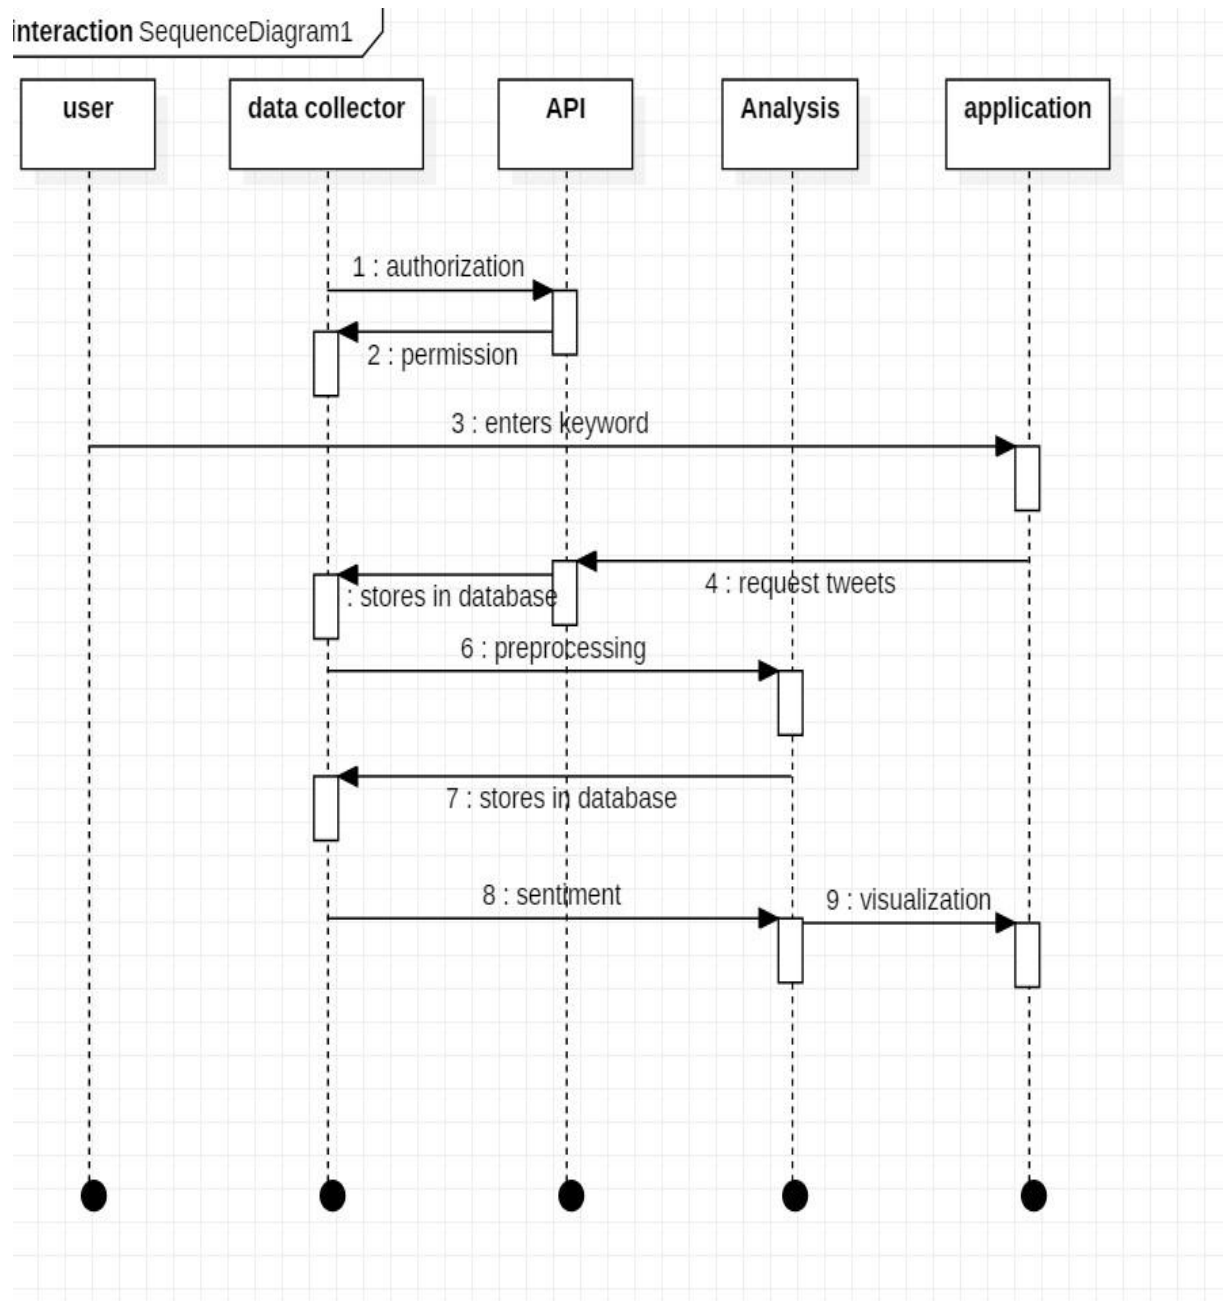 interaction SequenceDiagram1
user
data collector
API
Analysis
application
1 : authorization
2 : permission
3 : enters keyword
4 : request tweets
: stores in database
6 : preprocessing
7 : stores in database
8 : sentiment
9 : visualization